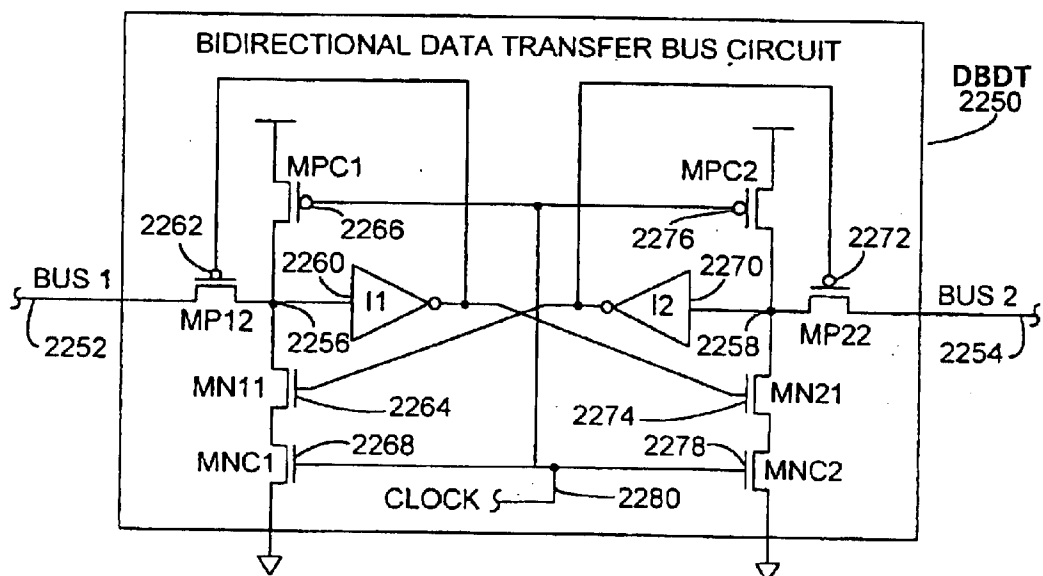 BIDIRECTIONAL DATA TRANSFER BUS CIRCUIT
DBDT
2250
MPC1
MPC2
2262
2266
2276
2272
BUS 1
2260
I1
I2
2270
BUS 2
2252
MP12
2256
2258
MP22
2254
MN11
2264
2274
MN21
MNC1
2268
2278
MNC2
CLOCK
2280